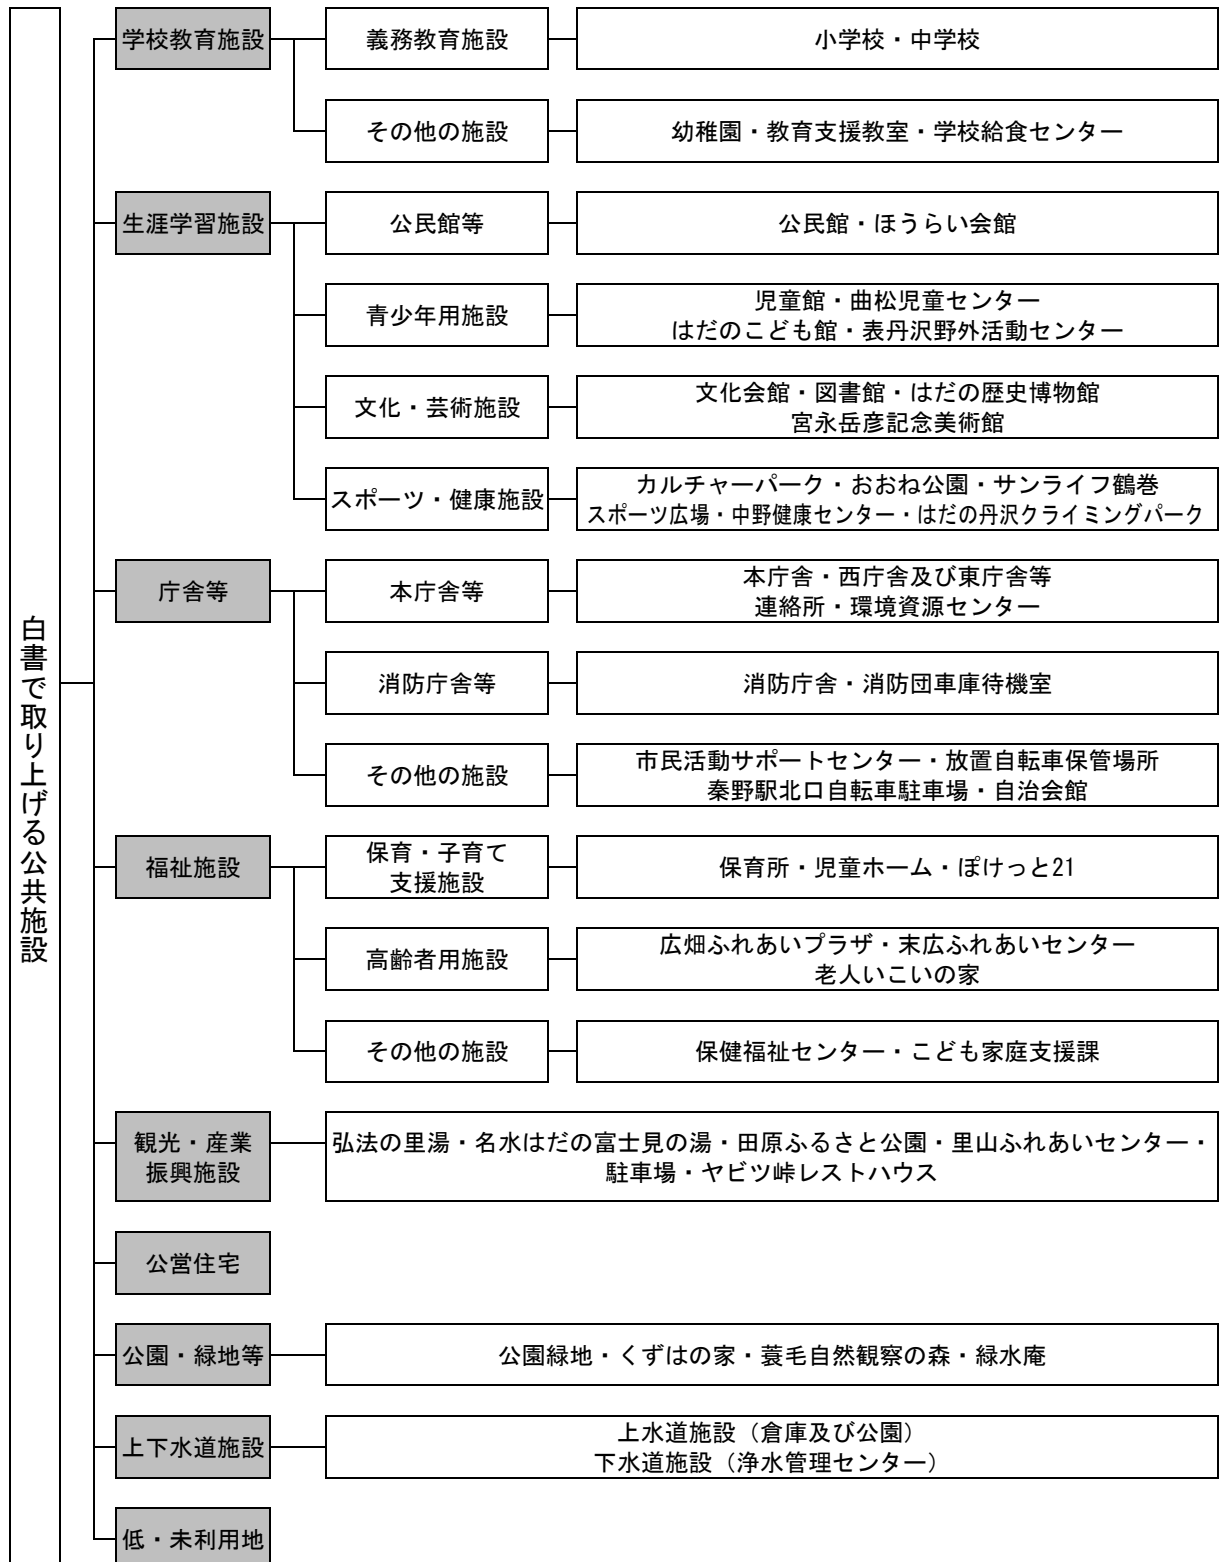 白書で取り上げる公共施設
学校教育施設
義務教育施設
小学校・中学校
その他の施設
幼稚園・教育支援教室・学校給食センター
生涯学習施設
公民館等
公民館・ほうらい会館
青少年用施設
児童館・曲松児童センター
はだのこども館・表丹沢野外活動センター
文化・芸術施設
文化会館・図書館・はだの歴史博物館
宮永岳彦記念美術館
スポーツ・健康施設
カルチャーパーク・おおね公園・サンライフ鶴巻
スポーツ広場・中野健康センター・はだの丹沢クライミングパーク
庁舎等
本庁舎等
本庁舎・西庁舎及び東庁舎等
連絡所・環境資源センター
消防庁舎等
消防庁舎・消防団車庫待機室
その他の施設
市民活動サポートセンター・放置自転車保管場所
秦野駅北口自転車駐車場・自治会館
福祉施設
保育・子育て
支援施設
保育所・児童ホーム・ぽけっと21
高齢者用施設
広畑ふれあいプラザ・末広ふれあいセンター
老人いこいの家
その他の施設
保健福祉センター・こども家庭支援課
観光・産業
振興施設
弘法の里湯・名水はだの富士見の湯・田原ふるさと公園・里山ふれあいセンター・
駐車場・ヤビツ峠レストハウス
公営住宅
公園・緑地等
公園緑地・くずはの家・蓑毛自然観察の森・緑水庵
上下水道施設
上水道施設（倉庫及び公園）
下水道施設（浄水管理センター）
低・未利用地